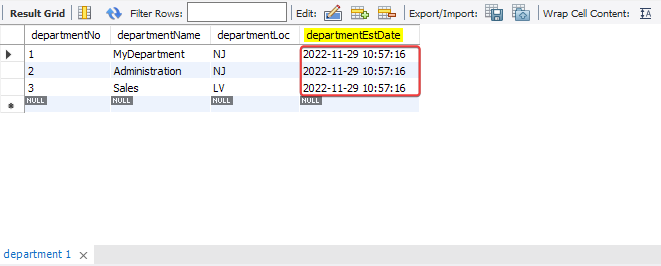 Result Grid Filter Rows: Edit: Export/Import: Wrap Cell Content:
departmentNo departmentName departmentLoc departmentEstDate
1 MyDepartment NJ 2022-11-29 10:57:16
2 Administration NJ 2022-11-29 10:57:16
3 Sales LV 2022-11-29 10:57:16
NULL NULL NULL NULL
department 1